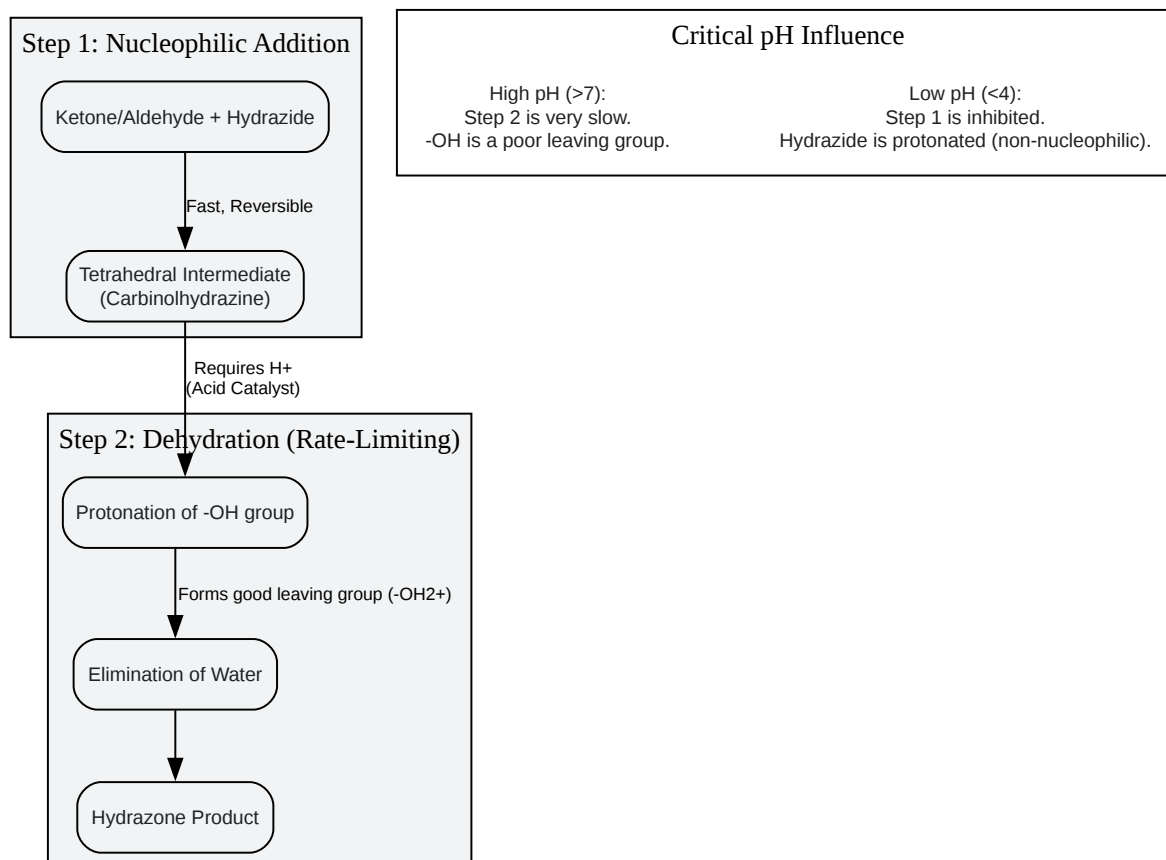 Step 1: Nucleophilic Addition
Ketone/Aldehyde + Hydrazide
Fast, Reversible
Tetrahedral Intermediate
(Carbinolhydrazine)
Requires H+
(Acid Catalyst)
Step 2: Dehydration (Rate-Limiting)
Protonation of -OH group
Forms good leaving group (-OH2+)
Elimination of Water
Hydrazone Product
Critical pH Influence
High pH (>7):
Step 2 is very slow.
-OH is a poor leaving group.
Low pH (<4):
Step 1 is inhibited.
Hydrazide is protonated (non-nucleophilic).